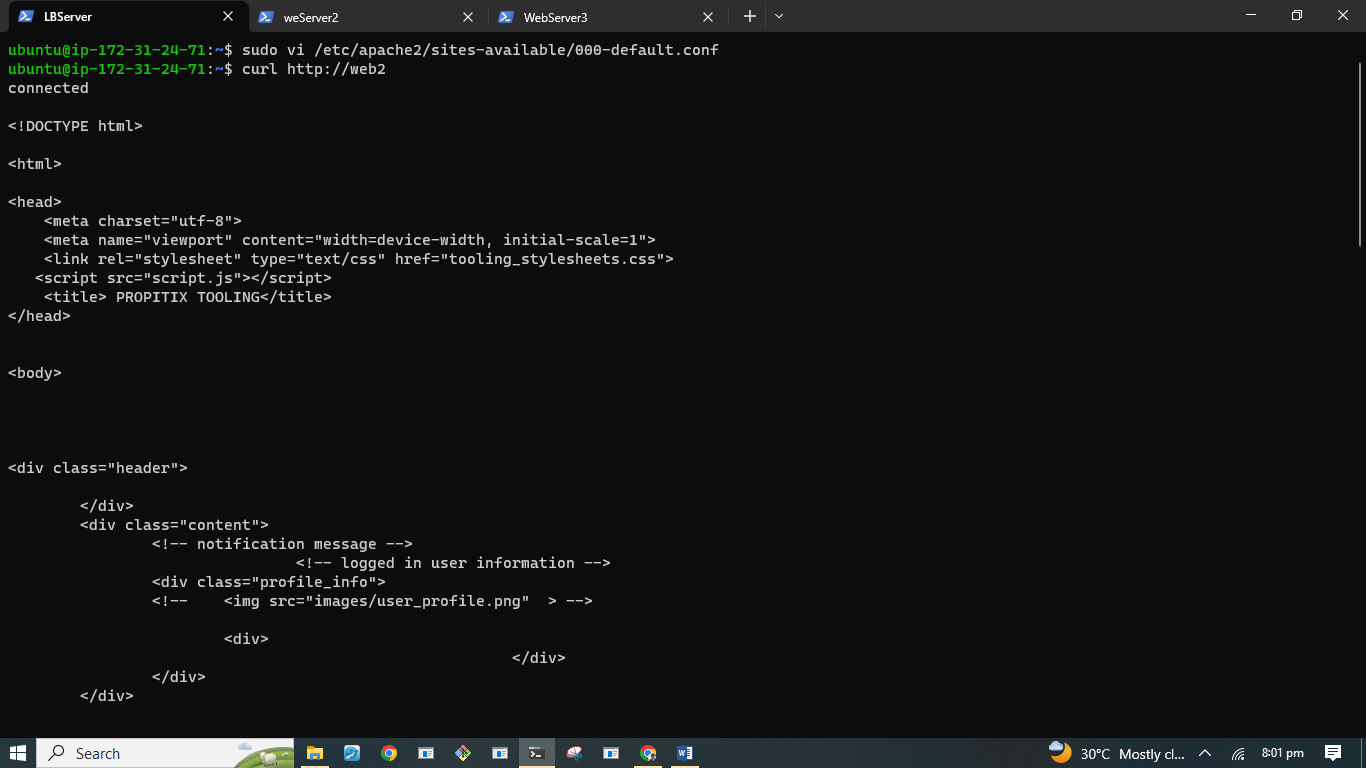 LBServer
weServer2
WebServer3
ubuntu@ip-172-31-24-71:~$ sudo vi /etc/apache2/sites-available/000-default.conf
ubuntu@ip-172-31-24-71:~$ curl http://web2
connected
<!DOCTYPE html>
<html>
<head>
    <meta charset="utf-8">
    <meta name="viewport" content="width=device-width, initial-scale=1">
    <link rel="stylesheet" type="text/css" href="tooling_stylesheets.css">
   <script src="script.js"></script>
    <title> PROPITIX TOOLING</title>
</head>
<body>
<div class="header">
        </div>
        <div class="content">
                <!-- notification message -->
                                <!-- logged in user information -->
                <div class="profile_info">
                <!--    <img src="images/user_profile.png"  > -->
                        <div>
                                                        </div>
                </div>
        </div>
Search
30°C Mostly cl...
8:01 pm